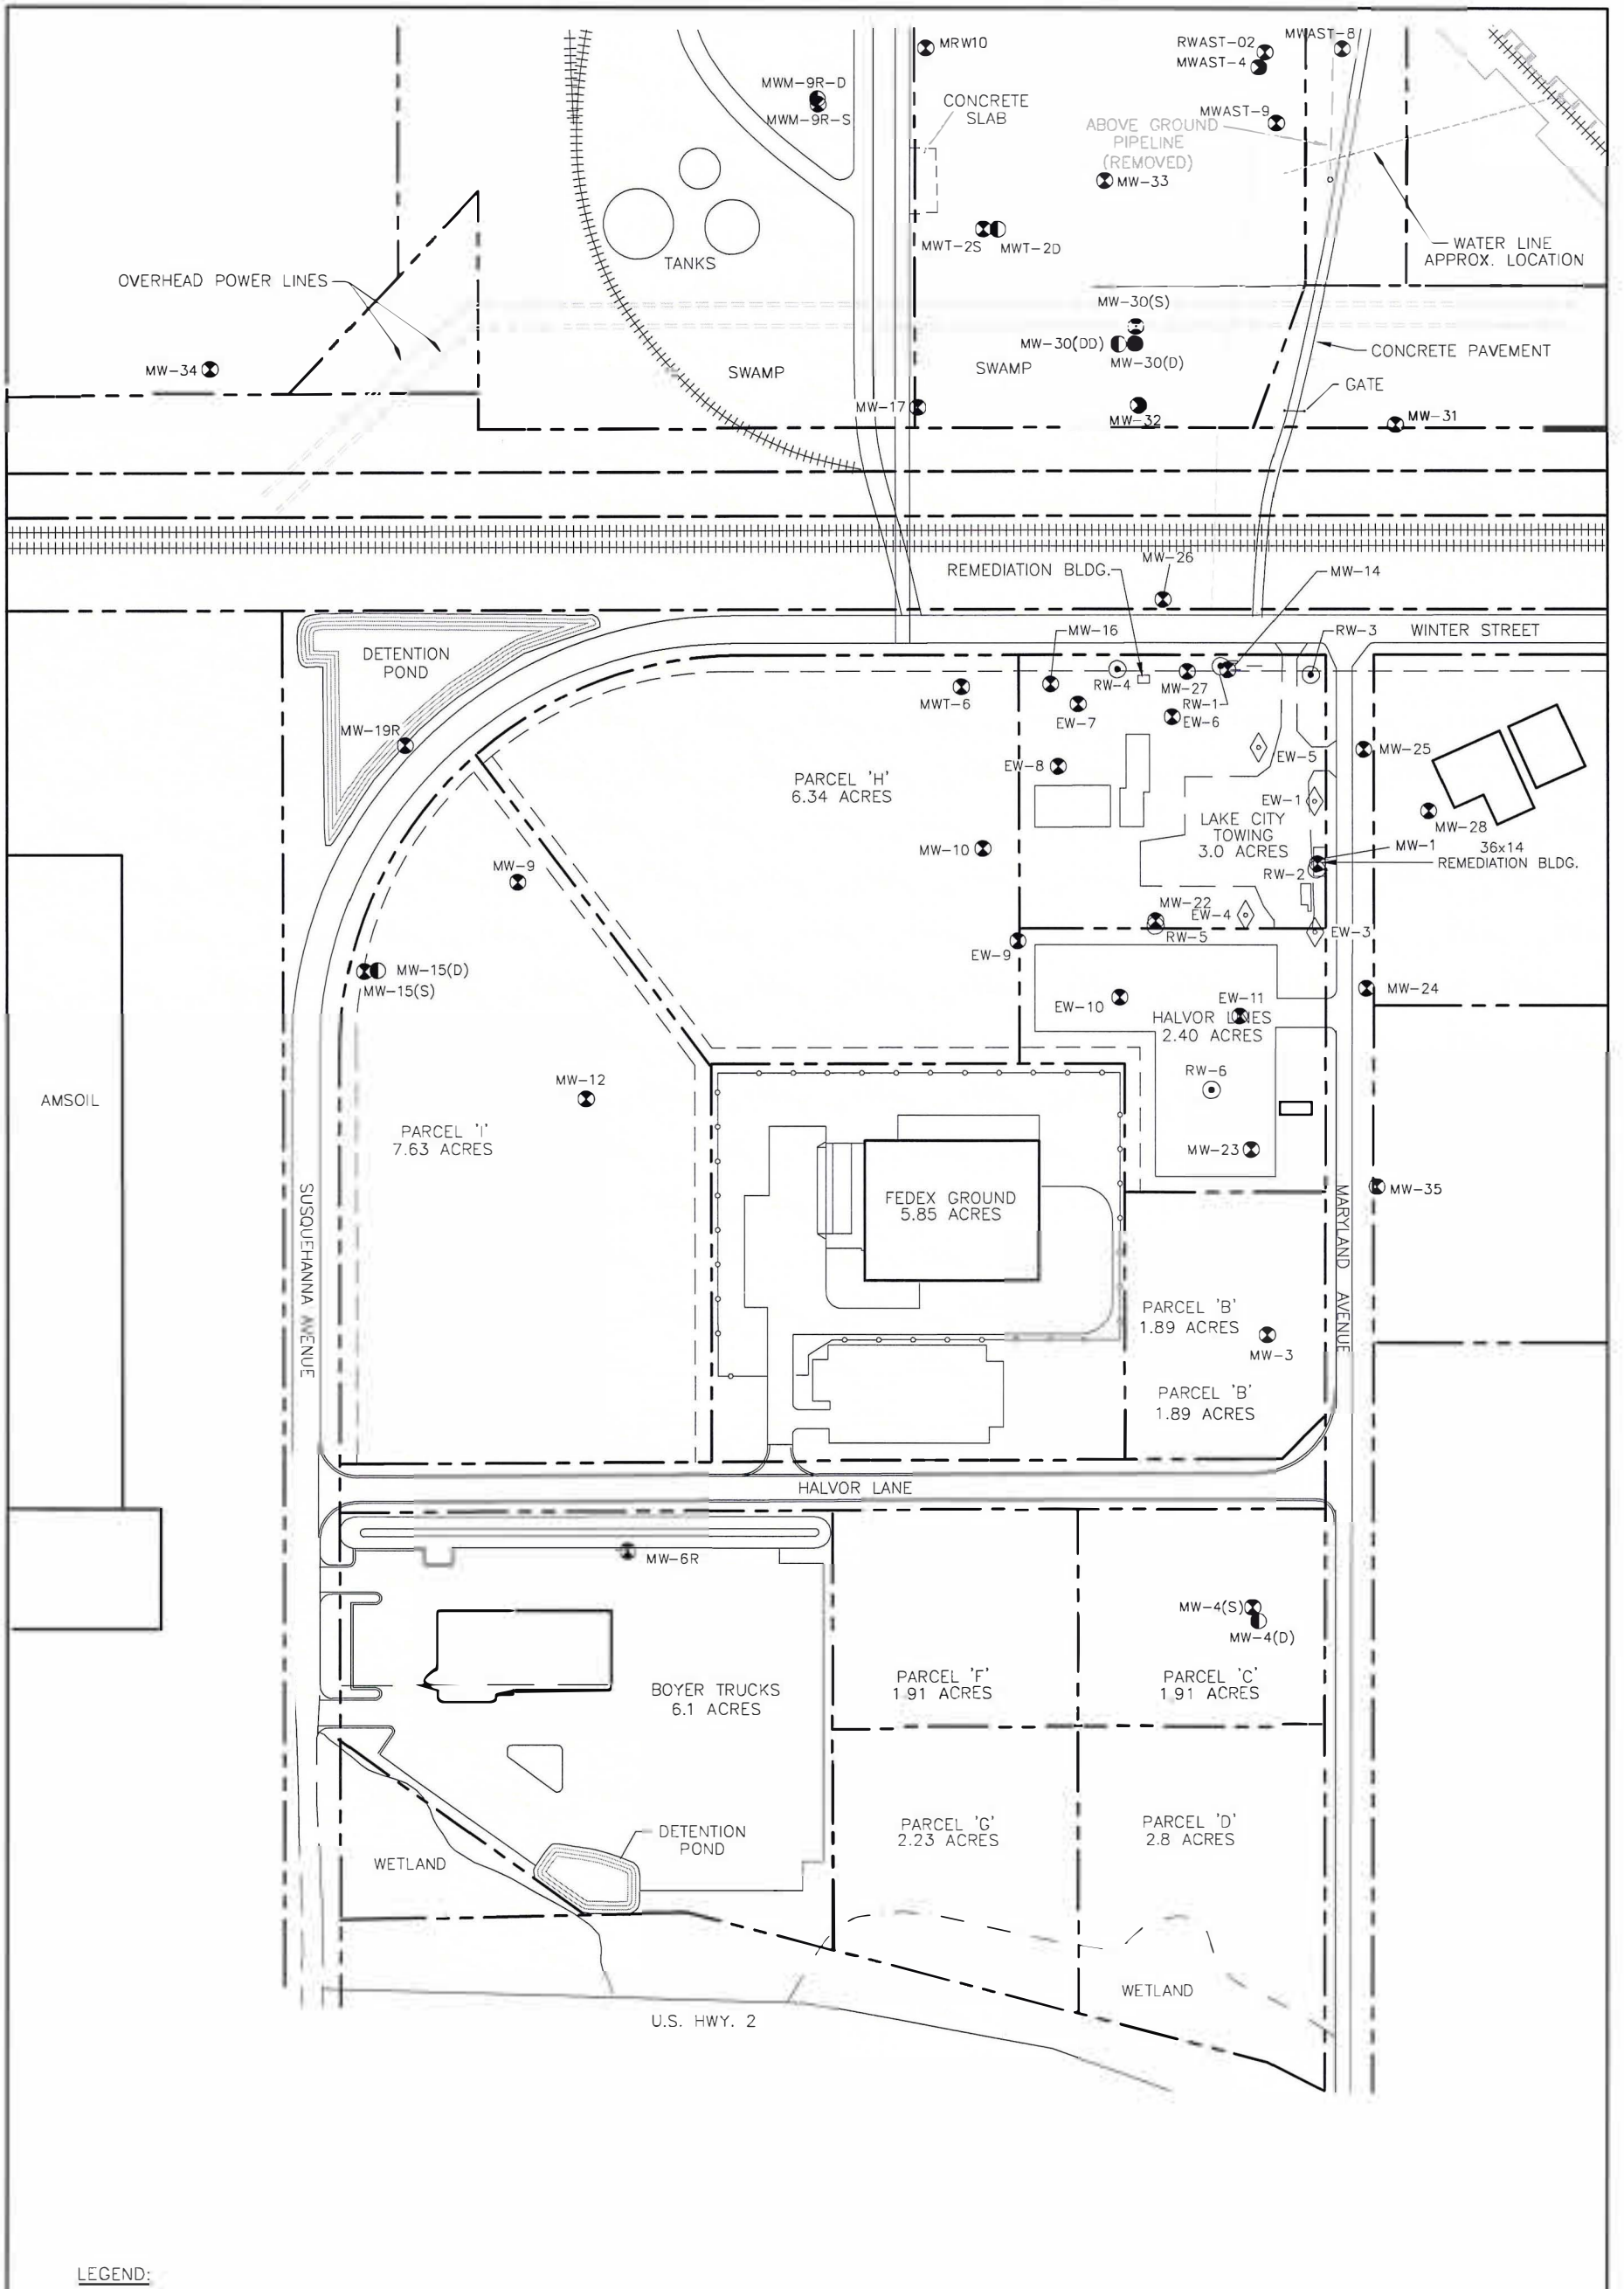 MRW10
RWAST-02
MWAST-8
MWAST-4
MWM-9R-D
MWM-9R-S
CONCRETE
SLAB
MWAST-9
ABOVE GROUND
PIPELINE
(REMOVED)
MW-33
MWT-2S
MWT-2D
WATER LINE
APPROX. LOCATION
TANKS
OVERHEAD POWER LINES
MW-30(S)
MW-30(DD)
MW-30(D)
CONCRETE PAVEMENT
MW-34
SWAMP
SWAMP
GATE
MW-17
MW-32
MW-31
MW-26
REMEDIATION BLDG.
MW-14
MW-16
RW-3
WINTER STREET
DETENTION
POND
RW-4
MW-27
MWT-6
RW-1
EW-7
EW-6
MW-19R
MW-25
EW-5
EW-8
PARCEL 'H'
6.34 ACRES
EW-1
LAKE CITY
TOWING
3.0 ACRES
MW-28
MW-10
MW-1
36x14
REMEDIATION BLDG.
RW-2
MW-9
MW-22
EW-4
RW-5
EW-3
EW-9
MW-15(D)
MW-15(S)
MW-24
EW-10
EW-11
HALVOR LINES
2.40 ACRES
RW-6
MW-12
AMSOIL
PARCEL 'I'
7.63 ACRES
MW-23
FEDEX GROUND
5.85 ACRES
MW-35
SUSQUEHANNA AVENUE
MARYLAND AVENUE
PARCEL 'B'
1.89 ACRES
MW-3
PARCEL 'B'
1.89 ACRES
HALVOR LANE
MW-6R
MW-4(S)
MW-4(D)
BOYER TRUCKS
6.1 ACRES
PARCEL 'F'
1.91 ACRES
PARCEL 'C'
1.91 ACRES
DETENTION
POND
PARCEL 'G'
2.23 ACRES
PARCEL 'D'
2.8 ACRES
WETLAND
WETLAND
U.S. HWY. 2
LEGEND: